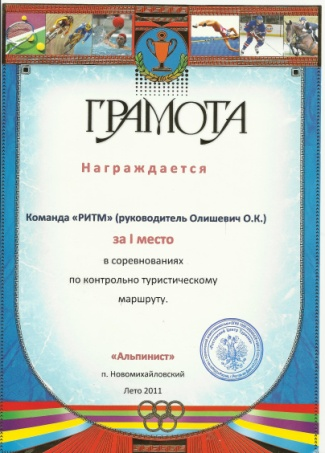 ГРАМОТА
Награждается
Команда «РИТМ» (руководитель Олишевич О.К.)
за I место
в соревнованиях
по контрольно туристическому
маршруту.
«Альпинист»
п. Новомихайловский
Лето 2011